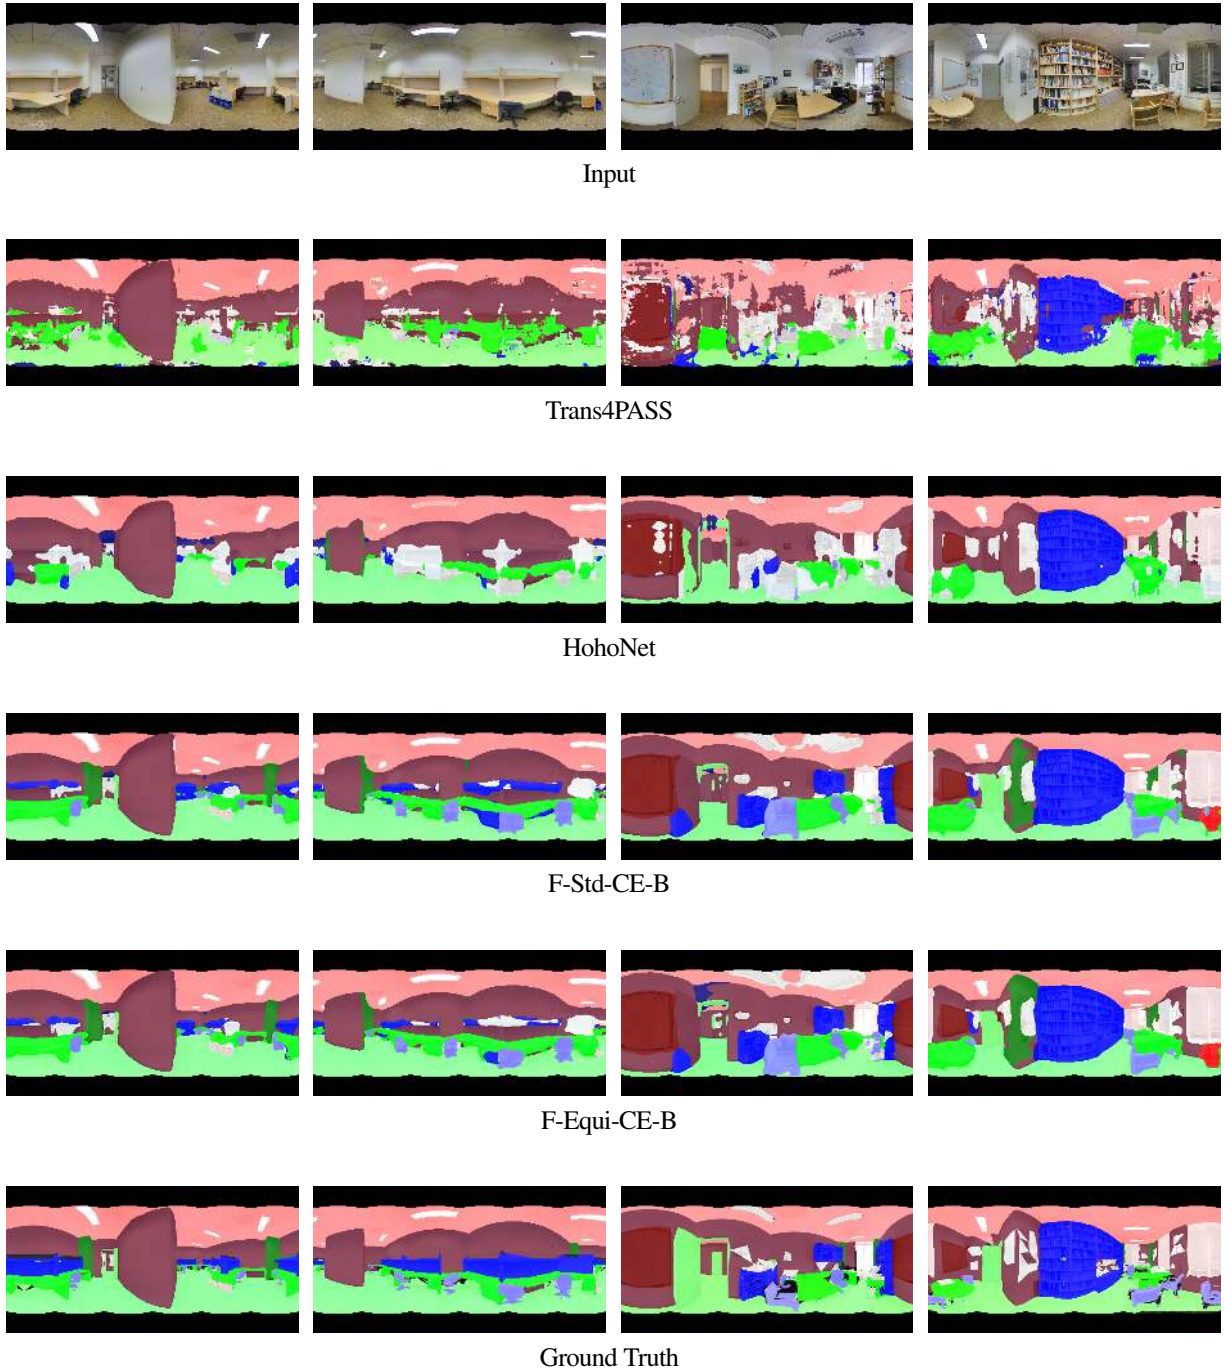 Input
Trans4PASS
HohoNet
F-Std-CE-B
F-Equi-CE-B
Ground Truth